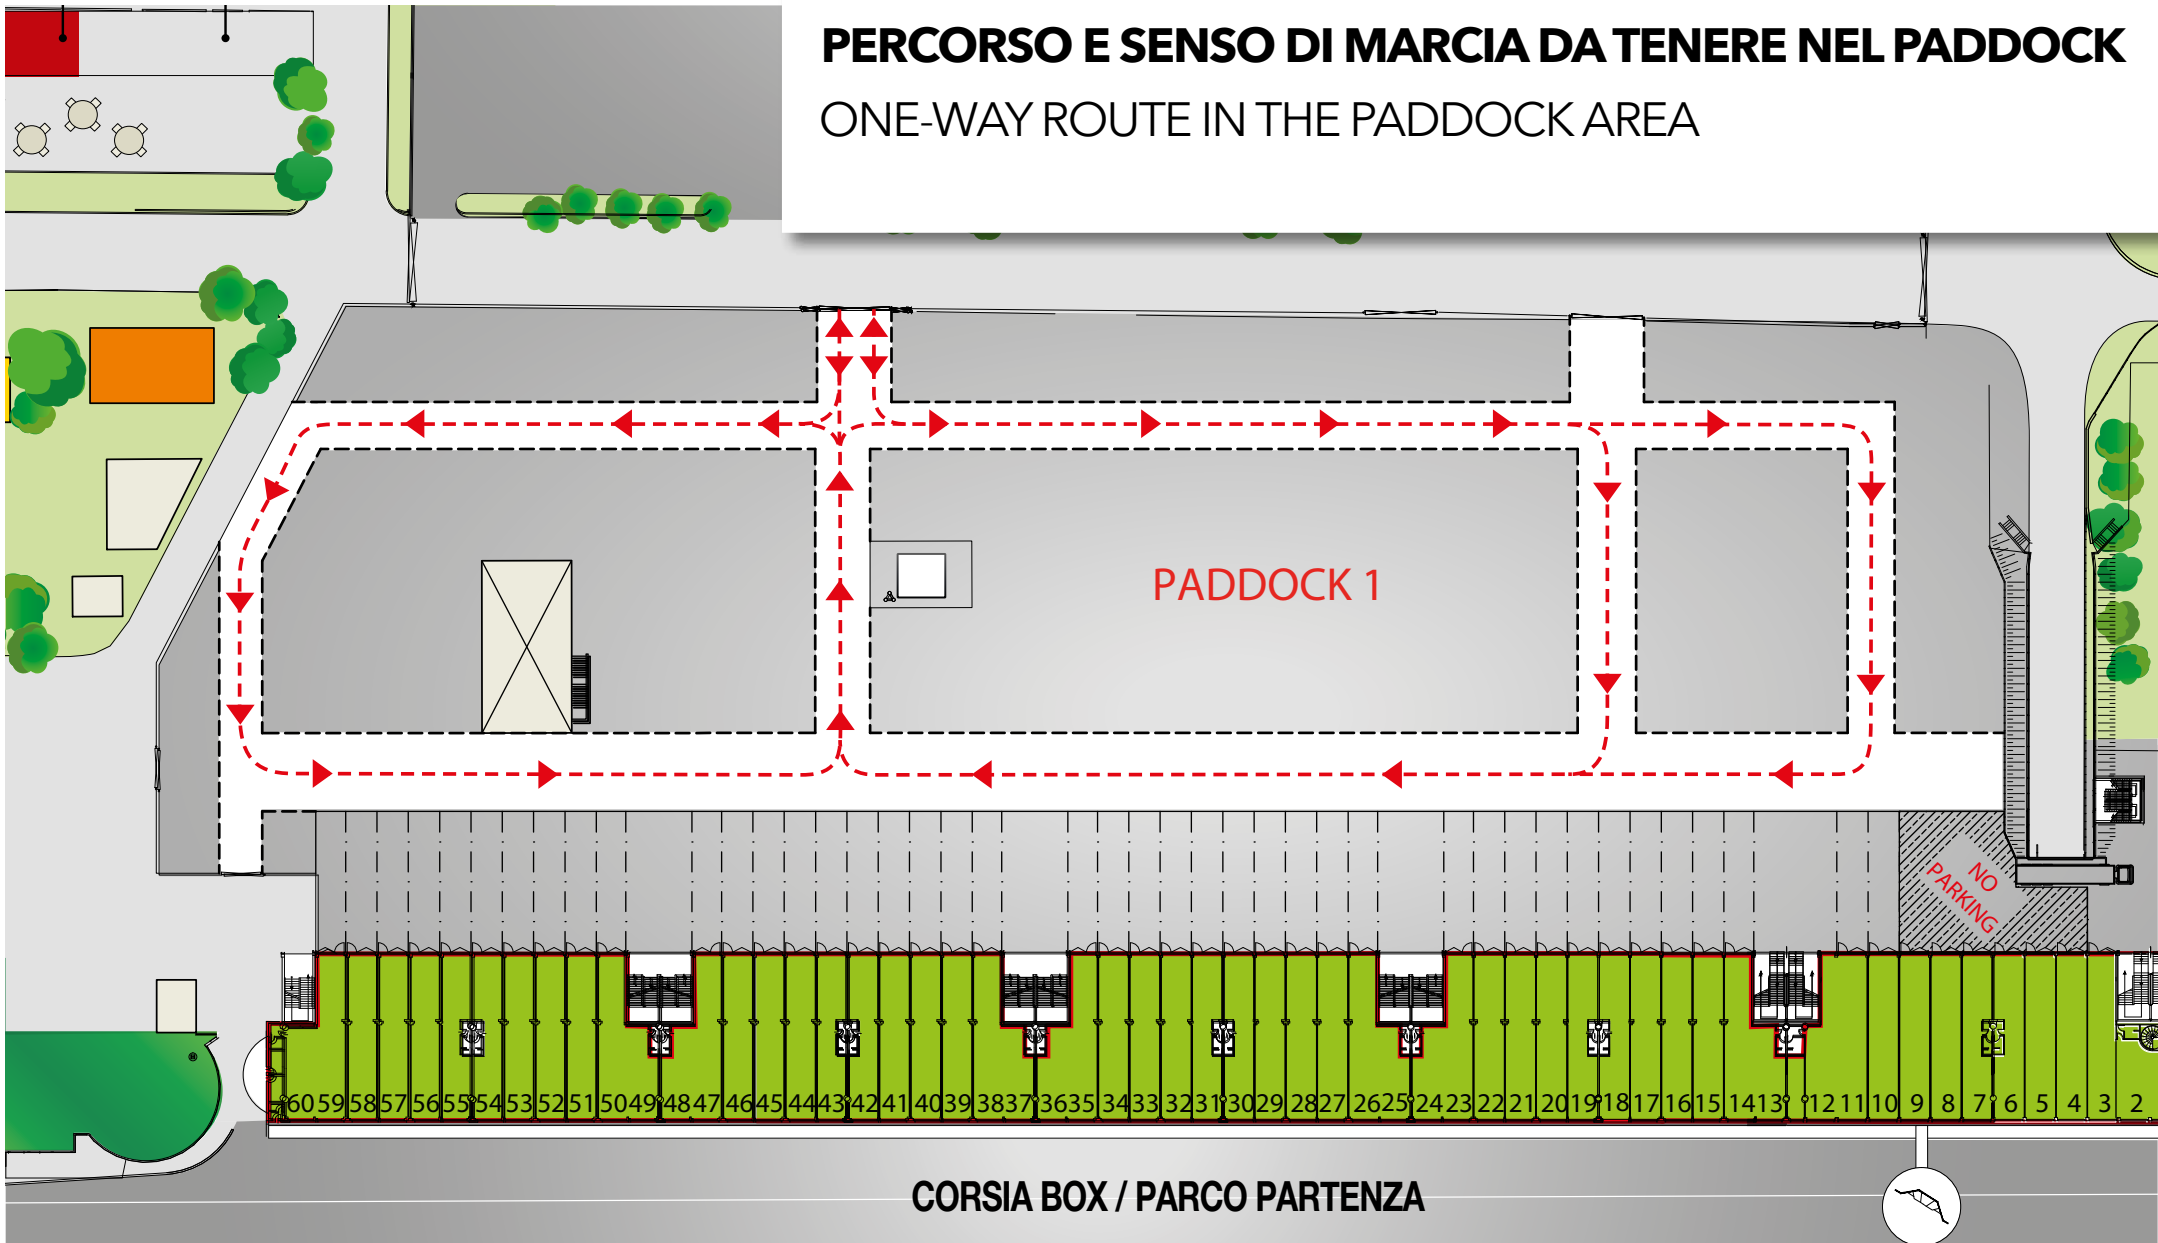 PERCORSO E SENSO DI MARCIA DA TENERE NEL PADDOCK
ONE-WAY ROUTE IN THE PADDOCK AREA
PADDOCK 1
NO
PARKING
60 59 58 57 56 55 54 53 52 51 50 49 48 47 46 45 44 43 42 41 40 39 38 37 36 35 34 33 32 31 30 29 28 27 26 25 24 23 22 21 20 19 18 17 16 15 14 13 12 11 10 9 8 7 6 5 4 3 2
CORSIA BOX / PARCO PARTENZA